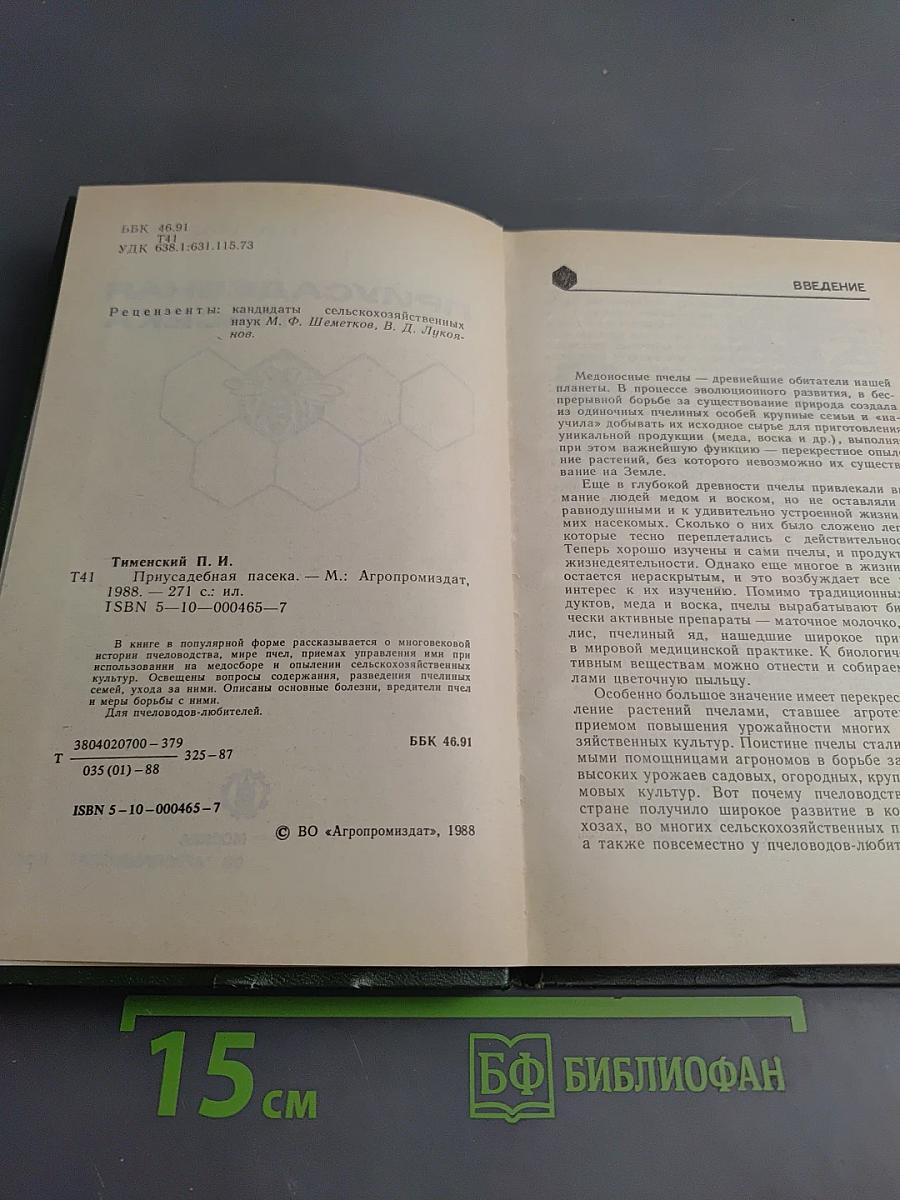 ББК 46.91
Т41
УДК 638.1:631.115.73
Рецензенты: кандидаты сельскохозяйственных
наук М. Ф. Шеметков, В. Д. Лукоя-
нов.
Тименский П. И.
Т41 Приусадебная пасека. — М.: Агропромиздат,
1988. — 271 с.: ил.
ISBN 5—10—000465—7
В книге в популярной форме рассказывается о многовековой
истории пчеловодства, мире пчел, приемах управления ими при
использовании на медосборе и опылении сельскохозяйственных
культур. Освещены вопросы содержания, разведения пчелиных
семей, ухода за ними. Описаны основные болезни, вредители пчел
и меры борьбы с ними.
Для пчеловодов-любителей.
Т 3804020700—379
035 (01)—88
325—87
ББК 46.91
ISBN 5—10—000465—7
© ВО «Агропромиздат», 1988
ВВЕДЕНИЕ
Медоносные пчелы — древнейшие обитатели нашей
планеты. В процессе эволюционного развития, в бес-
прерывной борьбе за существование природа создала
из одиночных пчелиных особей крупные семьи и «на-
учила» добывать их исходное сырье для приготовления
уникальной продукции (меда, воска и др.), выполня
при этом важнейшую функцию — перекрестное опыле
ние растений, без которого невозможно их существ
вание на Земле.
Еще в глубокой древности пчелы привлекали в
мание людей медом и воском, но не оставляли
равнодушными и к удивительно устроенной жизни
мих насекомых. Сколько о них было сложено лег
которые тесно переплетались с действительнос
Теперь хорошо изучены и сами пчелы, и продукт
жизнедеятельности. Однако еще многое в жизни
остается нераскрытым, и это возбуждает все
интерес к их изучению. Помимо традиционных
дуктов, меда и воска, пчелы вырабатывают би
чески активные препараты — маточное молочко,
лис, пчелиный яд, нашедшие широкое при
в мировой медицинской практике. К биологиче
тивным веществам можно отнести и собираем
лами цветочную пыльцу.
Особенно большое значение имеет перекрес
ление растений пчелами, ставшее агроте
приемом повышения урожайности многих
зяйственных культур. Поистине пчелы стали
мыми помощницами агрономов в борьбе за
высоких урожаев садовых, огородных, круп
мовых культур. Вот почему пчеловодств
стране получило широкое развитие в ко
хозах, во многих сельскохозяйственных п
а также повсеместно у пчеловодов-любит
15 см
БФ БИБЛИОФАН